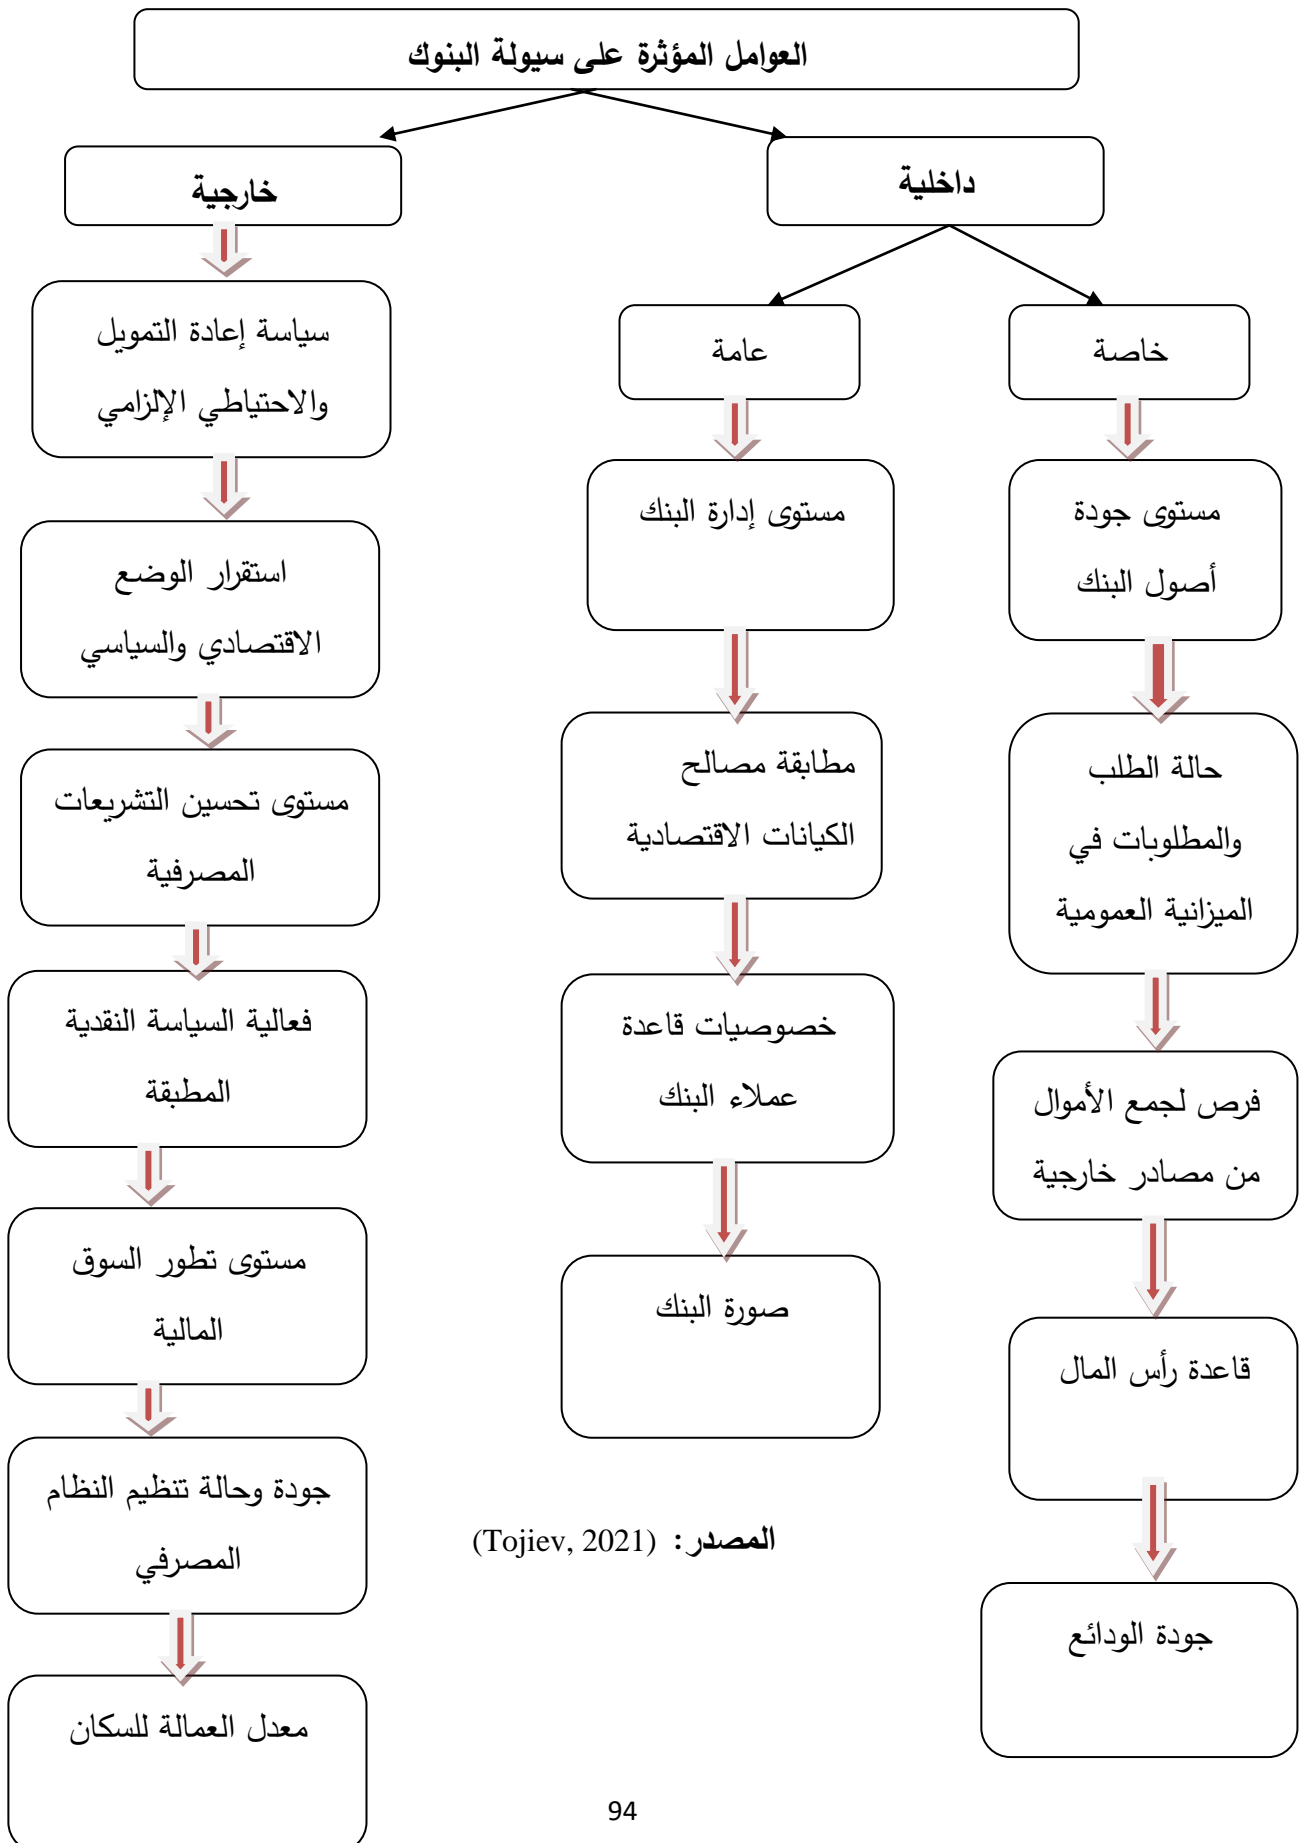 العوامل المؤثرة على سيولة البنوك
داخلية
خارجية
خاصة
عامة
مستوى جودة
أصول البنك
حالة الطلب
والمطلوبات في
الميزانية العمومية
فرص لجمع الأموال
من مصادر خارجية
قاعدة رأس المال
جودة الودائع
مستوى إدارة البنك
مطابقة مصالح
الكيانات الاقتصادية
خصوصيات قاعدة
عملاء البنك
صورة البنك
سياسة إعادة التمويل
والاحتياطي الإلزامي
استقرار الوضع
الاقتصادي والسياسي
مستوى تحسين التشريعات
المصرفية
فعالية السياسة النقدية
المطبقة
مستوى تطور السوق
المالية
جودة وحالة تنظيم النظام
المصرفي
معدل العمالة للسكان
المصدر: (Tojiev, 2021)
94